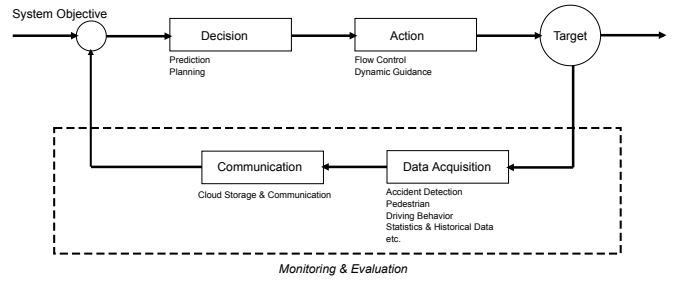 System Objective
Decision
Action
Target
Prediction
Planning
Flow Control
Dynamic Guidance
Communication
Data Acquisition
Cloud Storage & Communication
Accident Detection
Pedestrian
Driving Behavior
Statistics & Historical Data
etc.
Monitoring & Evaluation